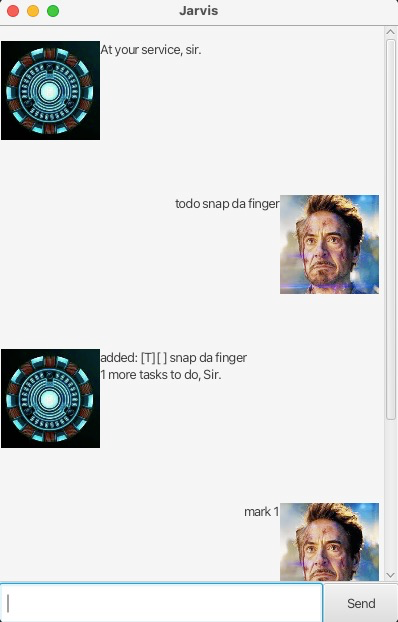 Jarvis
At your service, sir.
todo snap da finger
added: [T][ ] snap da finger
1 more tasks to do, Sir.
mark 1
Send